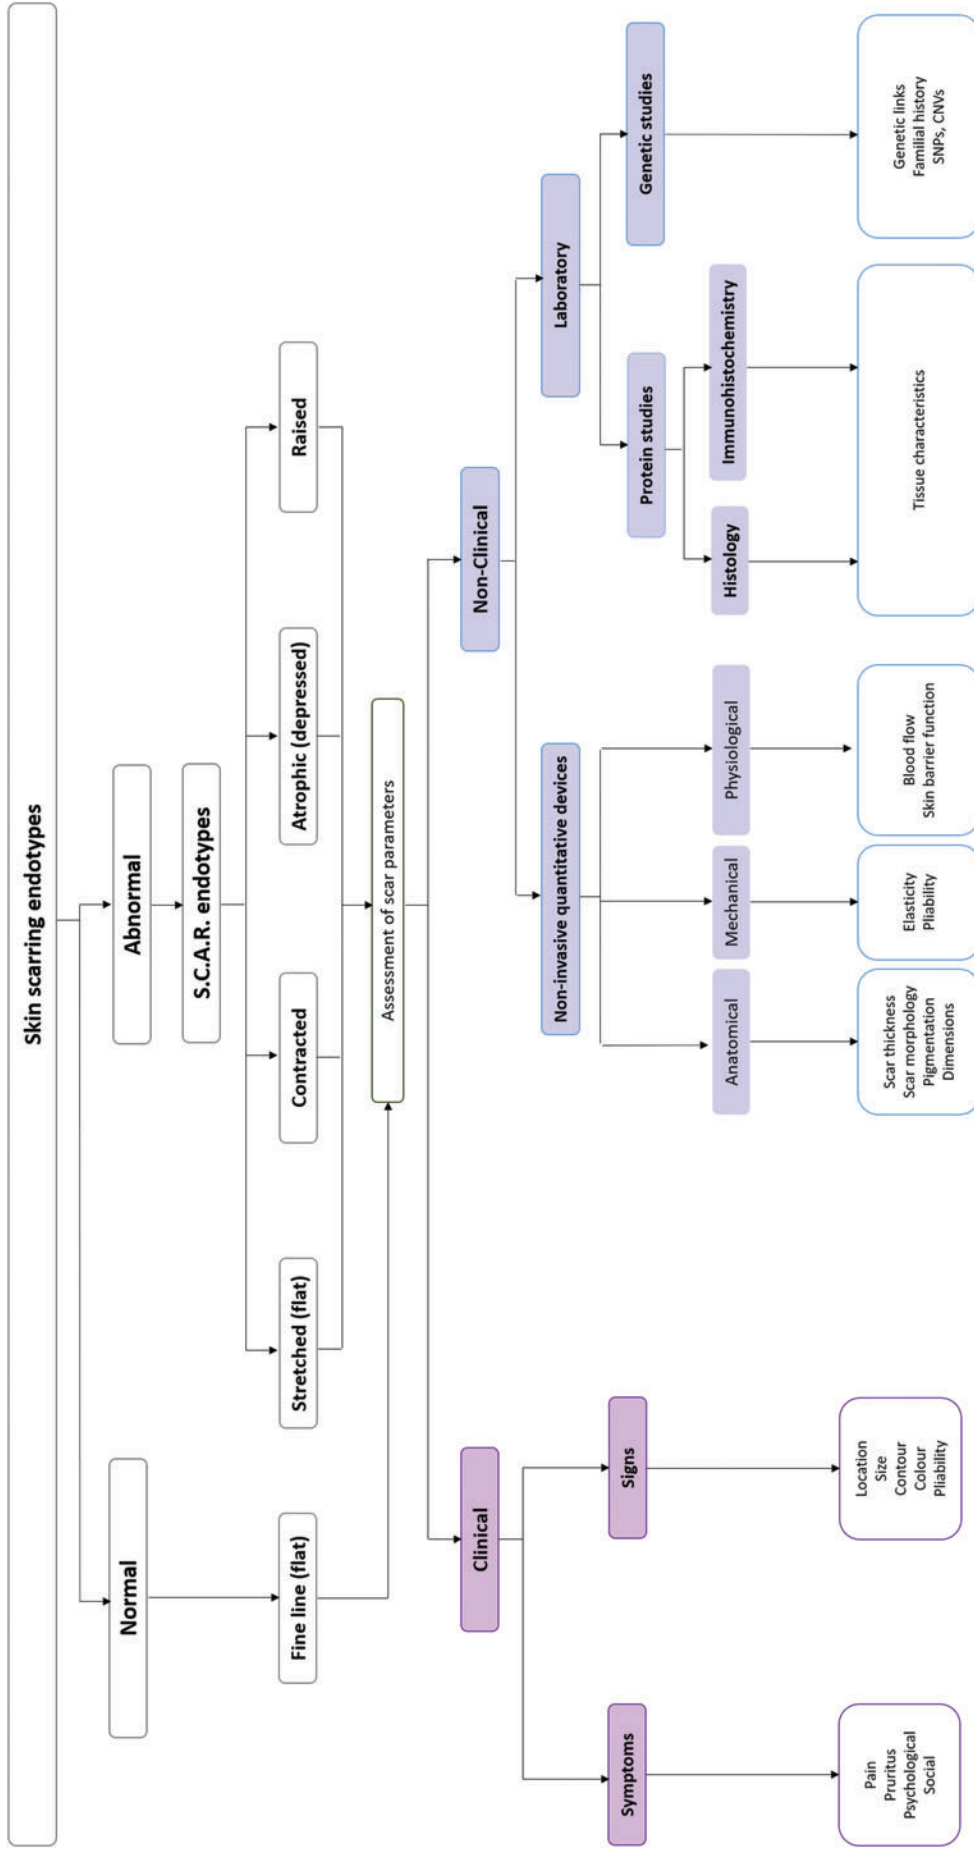 Skin scarring endotypes
Normal
Abnormal
S.C.A.R. endotypes
Fine line (flat)
Stretched (flat)
Contracted
Atrophic (depressed)
Raised
Assessment of scar parameters
Clinical
Non-Clinical
Non-invasive quantitative devices
Laboratory
Symptoms
Signs
Protein studies
Genetic studies
Anatomical
Mechanical
Physiological
Histology
Immunohistochemistry
Pain
Pruritus
Psychological
Social
Location
Size
Contour
Colour
Pliability
Scar thickness
Scar morphology
Pigmentation
Dimensions
Elasticity
Pliability
Blood flow
Skin barrier function
Tissue characteristics
Genetic links
Familial history
SNPs, CNVs